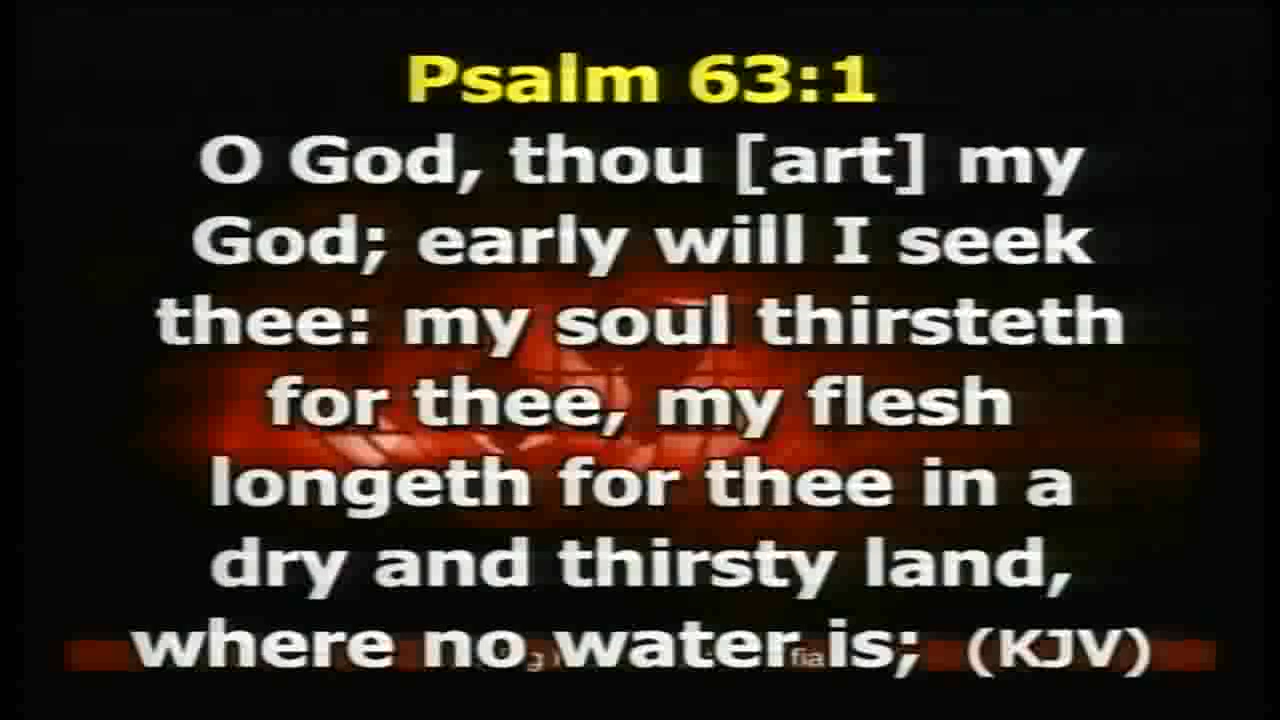 Psalm 63:1
O God, thou [art] my
God; early will I seek
thee: my soul thirsteth
for thee, my flesh
longeth for thee in a
dry and thirsty land,
where no water is; (KJV)